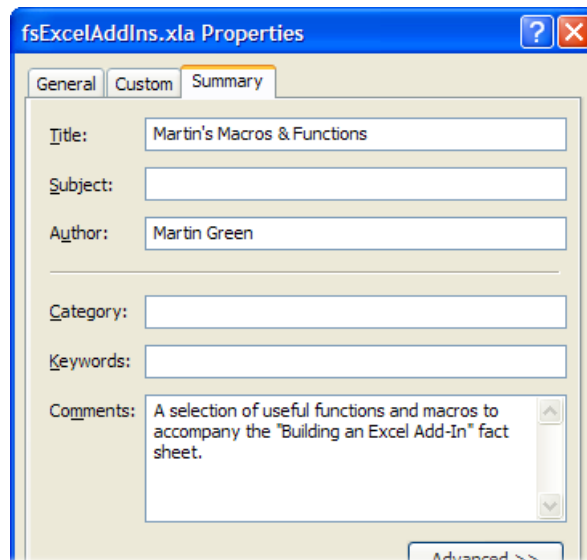 fsExcelAddIns.xla Properties
General Custom Summary
Title: Martin's Macros & Functions
Subject:
Author: Martin Green
Category:
Keywords:
Comments: A selection of useful functions and macros to
accompany the "Building an Excel Add-In" fact
sheet.
Advanced >>